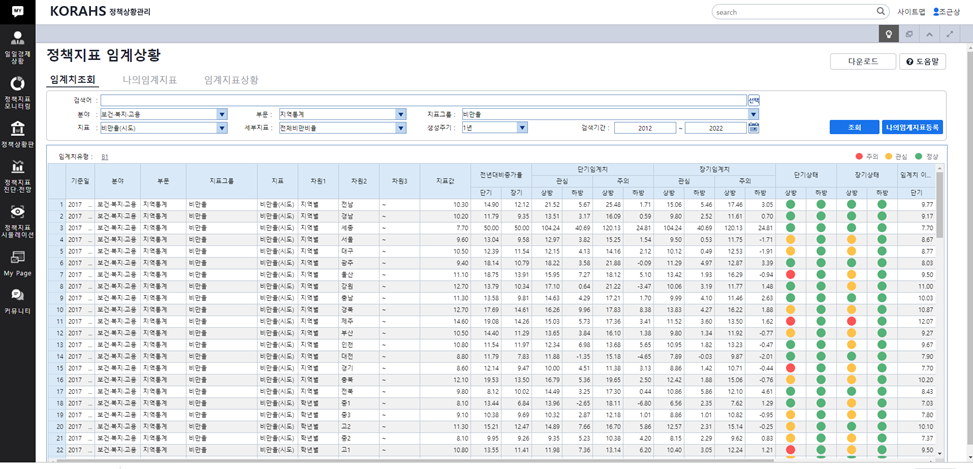 MY
KORAHS 정책상황관리
search
사이트맵 조근상
일일경제
상황
정책지표
모니터링
정책상황판
정책지표
진단·전망
정책지표
시뮬레이션
My Page
커뮤니티
정책지표 임계상황
다운로드 도움말
임계치조회 나의임계지표 임계지표상황
검색어 : 선택
분야 : 보건·복지·고용 부문 : 지역통계 지표그룹 : 비만율
지표 : 비만율(시도) 세부지표 : 전체비만비율 생성주기 : 1년 검색기간 : 2012 ~ 2022 조회 나의임계지표등록
임계치유형 : B1 주의 관심 정상
기준일 분야 부문 지표그룹 지표 차원1 차원2 차원3 지표값 전년대비증가율 단기임계치 장기임계치 단기상태 장기상태 임계치 이...
관심 주의 관심 주의
단기 장기 상방 하방 상방 하방 상방 하방 상방 하방 상방 하방 상방 하방 단기
1 2017 ... 보건·복지·고용 지역통계 비만율 비만율(시도) 지역별 전남 ~ 10.30 14.90 12.12 21.52 5.67 25.48 1.71 15.06 5.46 17.46 3.05 9.77
2 2017 ... 보건·복지·고용 지역통계 비만율 비만율(시도) 지역별 경남 ~ 10.20 11.79 9.35 13.51 3.17 16.09 0.59 9.80 2.52 11.61 0.70 9.17
3 2017 ... 보건·복지·고용 지역통계 비만율 비만율(시도) 지역별 세종 ~ 7.70 50.00 50.00 104.24 40.69 120.13 24.81 104.24 40.69 120.13 24.81 7.70
4 2017 ... 보건·복지·고용 지역통계 비만율 비만율(시도) 지역별 서울 ~ 9.60 13.04 9.58 12.97 3.82 15.25 1.54 9.50 0.53 11.75 -1.71 8.67
5 2017 ... 보건·복지·고용 지역통계 비만율 비만율(시도) 지역별 대구 ~ 10.50 12.39 11.54 12.15 4.13 14.16 2.12 10.12 0.49 12.53 -1.91 8.77
6 2017 ... 보건·복지·고용 지역통계 비만율 비만율(시도) 지역별 광주 ~ 9.40 18.14 10.79 18.22 3.58 21.88 -0.09 11.29 4.97 12.87 3.39 8.03
7 2017 ... 보건·복지·고용 지역통계 비만율 비만율(시도) 지역별 울산 ~ 11.10 18.75 13.91 15.95 7.27 18.12 5.10 13.42 1.93 16.29 -0.94 9.50
8 2017 ... 보건·복지·고용 지역통계 비만율 비만율(시도) 지역별 강원 ~ 12.70 13.79 10.34 17.10 0.64 21.22 -3.47 10.06 3.19 11.77 1.48 11.00
9 2017 ... 보건·복지·고용 지역통계 비만율 비만율(시도) 지역별 충남 ~ 11.30 13.58 9.81 14.63 4.29 17.21 1.70 9.99 4.10 11.46 2.63 10.03
10 2017 ... 보건·복지·고용 지역통계 비만율 비만율(시도) 지역별 경북 ~ 12.70 17.69 14.61 16.26 9.96 17.83 8.38 13.83 4.27 16.22 1.88 10.87
11 2017 ... 보건·복지·고용 지역통계 비만율 비만율(시도) 지역별 제주 ~ 14.60 19.08 14.26 15.03 5.73 17.36 3.41 11.52 3.60 13.50 1.62 12.07
12 2017 ... 보건·복지·고용 지역통계 비만율 비만율(시도) 지역별 부산 ~ 10.50 14.40 11.29 13.65 3.84 16.10 1.38 9.80 1.34 11.92 -0.77 9.27
13 2017 ... 보건·복지·고용 지역통계 비만율 비만율(시도) 지역별 인천 ~ 10.80 11.54 11.97 12.34 6.98 13.68 5.65 10.95 1.82 13.23 -0.47 9.67
14 2017 ... 보건·복지·고용 지역통계 비만율 비만율(시도) 지역별 대전 ~ 8.80 11.79 7.83 11.88 -1.35 15.18 -4.65 7.89 -0.03 9.87 -2.01 7.90
15 2017 ... 보건·복지·고용 지역통계 비만율 비만율(시도) 지역별 경기 ~ 8.60 12.14 9.47 10.00 4.51 11.38 3.13 8.86 1.42 10.71 -0.44 7.70
16 2017 ... 보건·복지·고용 지역통계 비만율 비만율(시도) 지역별 충북 ~ 12.10 19.53 13.50 16.79 5.36 19.65 2.50 12.42 1.88 15.06 -0.76 10.20
17 2017 ... 보건·복지·고용 지역통계 비만율 비만율(시도) 지역별 전북 ~ 9.80 8.12 10.02 14.49 3.25 17.30 0.44 10.86 5.86 12.10 4.61 8.43
18 2017 ... 보건·복지·고용 지역통계 비만율 비만율(시도) 학년별 중1 ~ 8.10 13.44 6.84 13.96 -2.65 18.11 -6.80 6.56 2.35 7.62 1.29 7.03
19 2017 ... 보건·복지·고용 지역통계 비만율 비만율(시도) 학년별 중3 ~ 9.10 10.38 9.69 10.32 2.87 12.18 1.01 8.86 1.01 10.82 -0.95 7.80
20 2017 ... 보건·복지·고용 지역통계 비만율 비만율(시도) 학년별 고2 ~ 11.30 15.21 12.47 14.89 7.66 16.70 5.86 12.57 2.31 15.14 -0.25 10.10
21 2017 ... 보건·복지·고용 지역통계 비만율 비만율(시도) 학년별 중2 ~ 8.10 9.95 9.26 9.35 5.23 10.38 4.20 8.15 2.29 9.62 0.83 7.37
22 2017 ... 보건·복지·고용 지역통계 비만율 비만율(시도) 학년별 고1 ~ 10.80 13.55 11.41 11.98 7.36 13.14 6.20 10.40 3.05 12.24 1.21 9.50